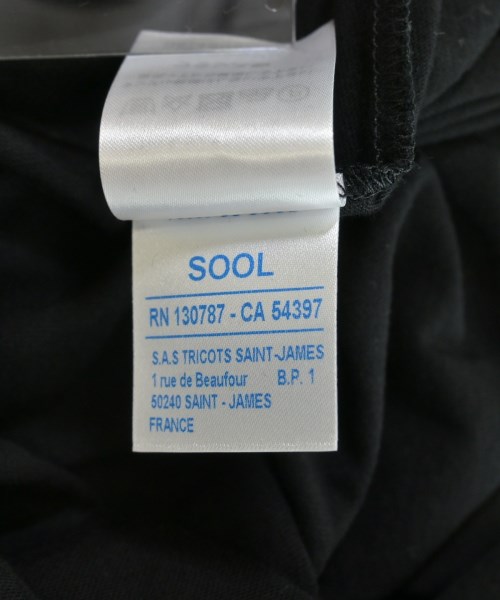 SOOL
RN 130787 - CA 54397
S.A.S TRICOTS SAINT-JAMES
1 rue de Beaufour B.P. 1
50240 SAINT - JAMES
FRANCE